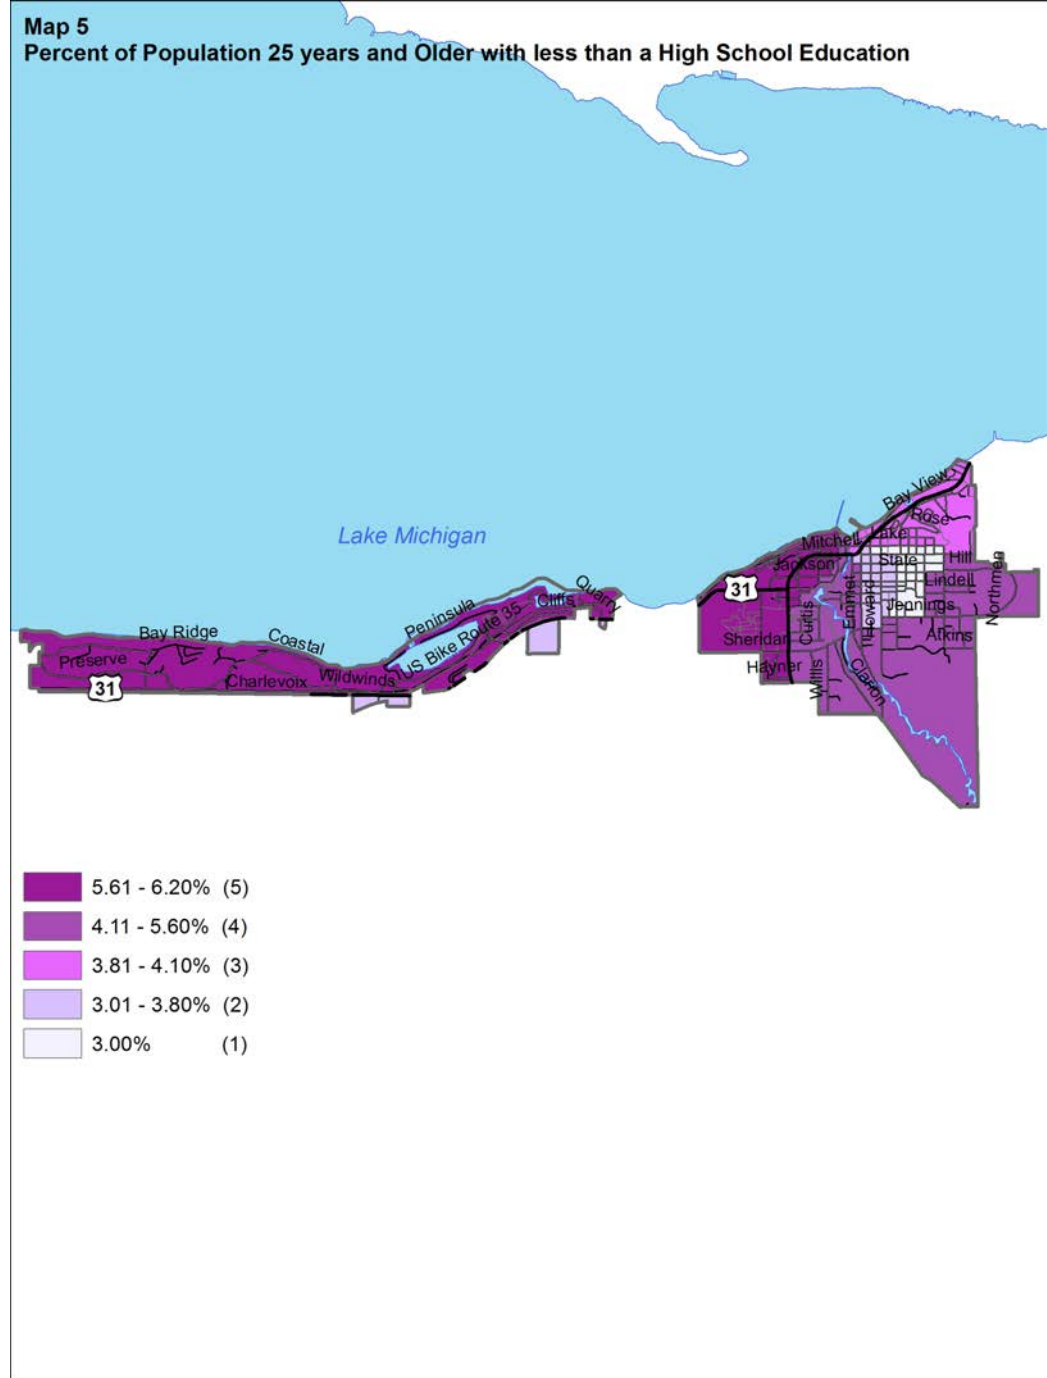 Map 5
Percent of Population 25 years and Older with less than a High School Education
Lake Michigan
Bay View
Rose
Lake
Mitchell
State
Hill
Jackson
31
Lindell
Northmen
Emmet
Howard
Jennings
Curtis
Sheridan
Atkins
Hayner
Willis
Clarion
Quarry
Cliffs
Peninsula
US Bike Route 35
Bay Ridge
Coastal
Preserve
Wildwinds
Charlevoix
31
5.61 - 6.20% (5)
4.11 - 5.60% (4)
3.81 - 4.10% (3)
3.01 - 3.80% (2)
3.00% (1)